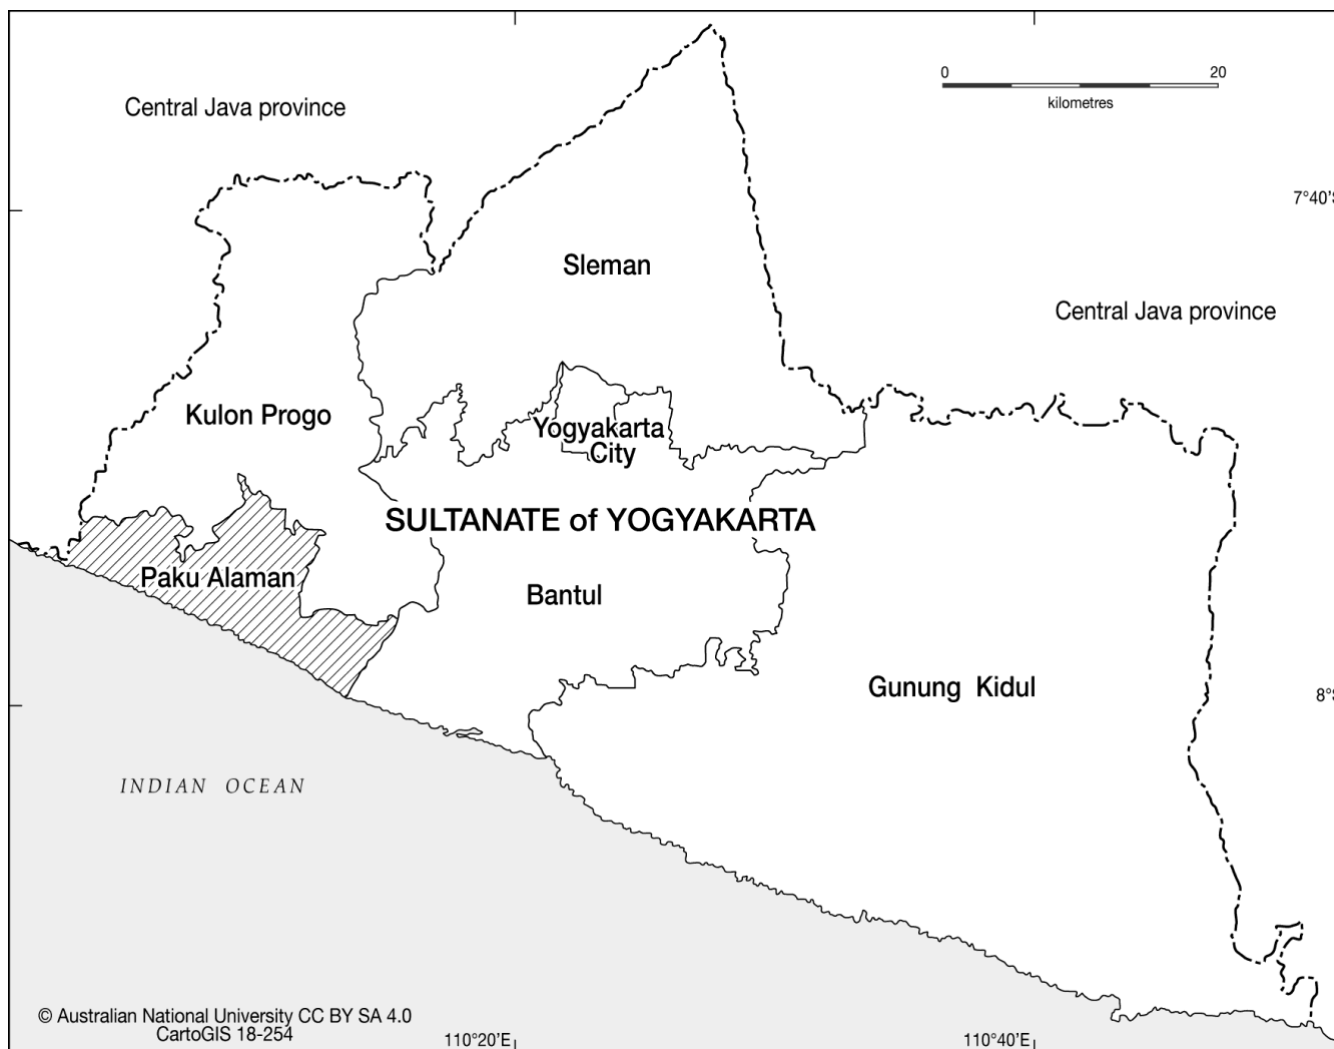 0 20
kilometres
Central Java province
7°40'S
Sleman
Central Java province
Kulon Progo
Yogyakarta
City
SULTANATE of YOGYAKARTA
Paku Alaman
Bantul
Gunung Kidul
8°S
INDIAN OCEAN
© Australian National University CC BY SA 4.0
CartoGIS 18-254
110°20'E
110°40'E